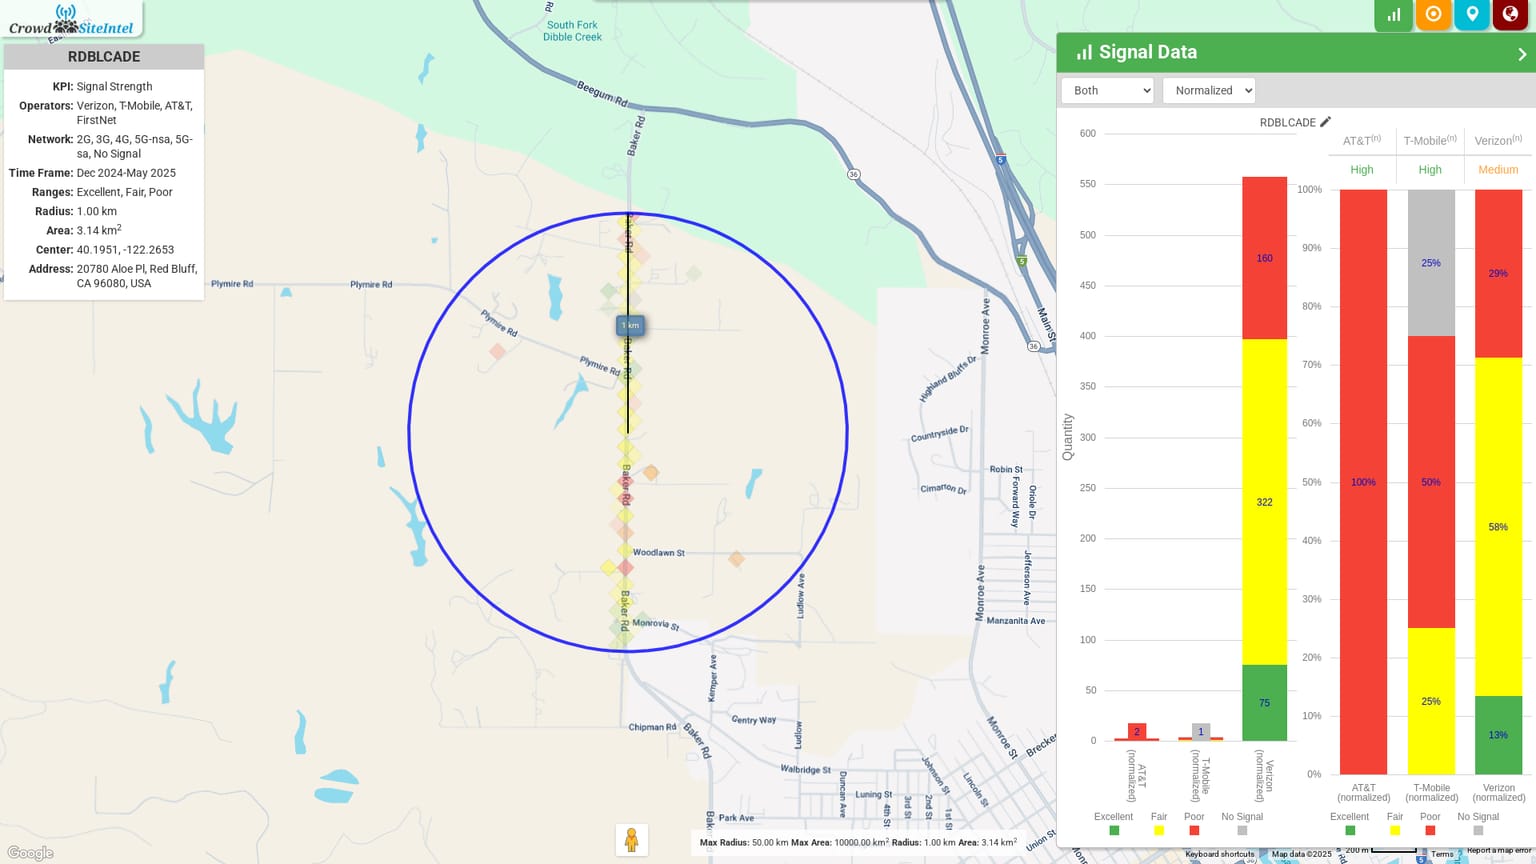 Crowd SiteIntel
RDBLCADE
KPI: Signal Strength
Operators: Verizon, T-Mobile, AT&T,
FirstNet
Network: 2G, 3G, 4G, 5G-nsa, 5G-
sa, No Signal
Time Frame: Dec 2024-May 2025
Ranges: Excellent, Fair, Poor
Radius: 1.00 km
Area: 3.14 km²
Center: 40.1951, -122.2653
Address: 20780 Aloe Pl, Red Bluff,
CA 96080, USA
South Fork
Dibble Creek
Rd
Beegum Rd
Baker Rd
36
5
5
Main St
36
Monroe Ave
Plymire Rd
Plymire Rd
Plymire Rd
Plymire Rd
Baker Rd
1 km
Baker Rd
Highland Bluffs Dr
Countryside Dr
Cimarron Dr
Robin St
Forward Way
Oriole Dr
Baker Rd
Woodlawn St
Ludlow Ave
Jefferson Ave
Monroe Ave
Manzanita Ave
Baker Rd
Monrovia St
Kemper Ave
Gentry Way
Ludlow
Chipman Rd
Baker Rd
Monroe St
Brecke
Walbridge St
Duncan Ave
Luning St
4th St
3rd St
2nd St
1st
Johnson St
Lincoln St
Park Ave
Bak
Union St
Google
Max Radius: 50.00 km Max Area: 10000.00 km² Radius: 1.00 km Area: 3.14 km²
Signal Data
Both
Normalized
RDBLCADE
Quantity
600
550
500
450
400
350
300
250
200
150
100
50
0
160
322
75
2
1
AT&T
(normalized)
T-Mobile
(normalized)
Verizon
(normalized)
Excellent
Fair
Poor
No Signal
AT&T(n)
T-Mobile(n)
Verizon(n)
High
High
Medium
100%
90%
80%
70%
60%
50%
40%
30%
20%
10%
0%
100%
25%
50%
25%
29%
58%
13%
AT&T
(normalized)
T-Mobile
(normalized)
Verizon
(normalized)
Excellent
Fair
Poor
No Signal
Keyboard shortcuts
Map data ©2025
200 m
Terms
Report a map error